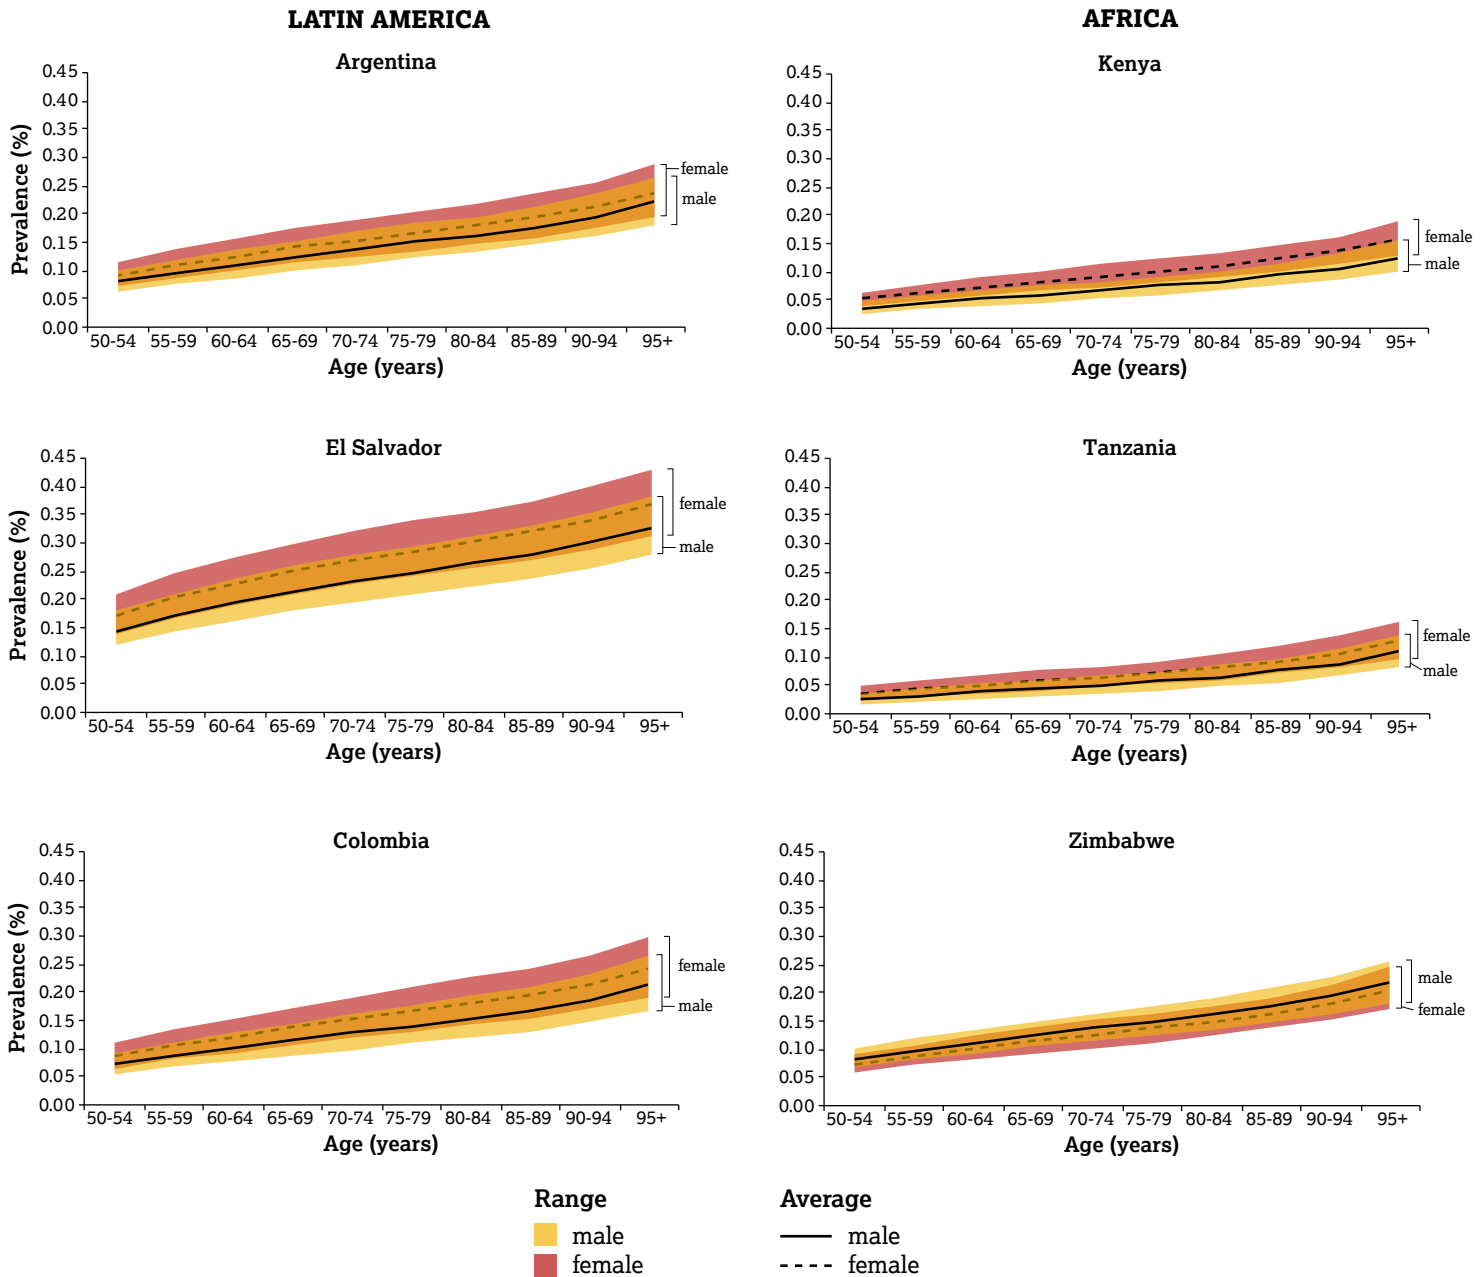 LATIN AMERICA
Argentina
Prevalence (%)
0.45
0.40
0.35
0.30
0.25
0.20
0.15
0.10
0.05
0.00
female
male
50-54 55-59 60-64 65-69 70-74 75-79 80-84 85-89 90-94 95+
Age (years)
El Salvador
Prevalence (%)
0.45
0.40
0.35
0.30
0.25
0.20
0.15
0.10
0.05
0.00
female
male
50-54 55-59 60-64 65-69 70-74 75-79 80-84 85-89 90-94 95+
Age (years)
Colombia
Prevalence (%)
0.45
0.40
0.35
0.30
0.25
0.20
0.15
0.10
0.05
0.00
female
male
50-54 55-59 60-64 65-69 70-74 75-79 80-84 85-89 90-94 95+
Age (years)
AFRICA
Kenya
0.45
0.40
0.35
0.30
0.25
0.20
0.15
0.10
0.05
0.00
female
male
50-54 55-59 60-64 65-69 70-74 75-79 80-84 85-89 90-94 95+
Age (years)
Tanzania
0.45
0.40
0.35
0.30
0.25
0.20
0.15
0.10
0.05
0.00
female
male
50-54 55-59 60-64 65-69 70-74 75-79 80-84 85-89 90-94 95+
Age (years)
Zimbabwe
0.45
0.40
0.35
0.30
0.25
0.20
0.15
0.10
0.05
0.00
male
female
50-54 55-59 60-64 65-69 70-74 75-79 80-84 85-89 90-94 95+
Age (years)
Range
male
female
Average
male
female